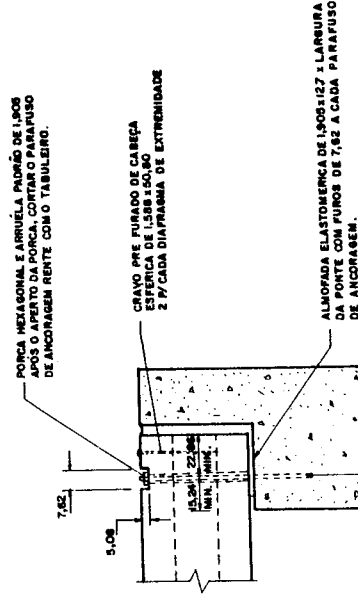 PORCA HEXAGONAL E ARRUELA PADRÃO DE 1,905
APÓS O APERTO DA PORCA, CORTAR O PARAFUSO
DE ANCORAGEM RENTE COM O TABULEIRO.
7,62
5,08
CRAVO PRE FURADO DE CABEÇA
ESFERICA DE 1,588 x 50,80
2 P/ CADA DIAFRAGMA DE EXTREMIDADE
15,24 22,86
MIN. MIN.
ALMOFADA ELASTOMERICA DE 1,905 x 127 x LARGURA
DA PONTE COM FUROS DE 7,62 A CADA PARAFUSO
DE ANCORAGEM.